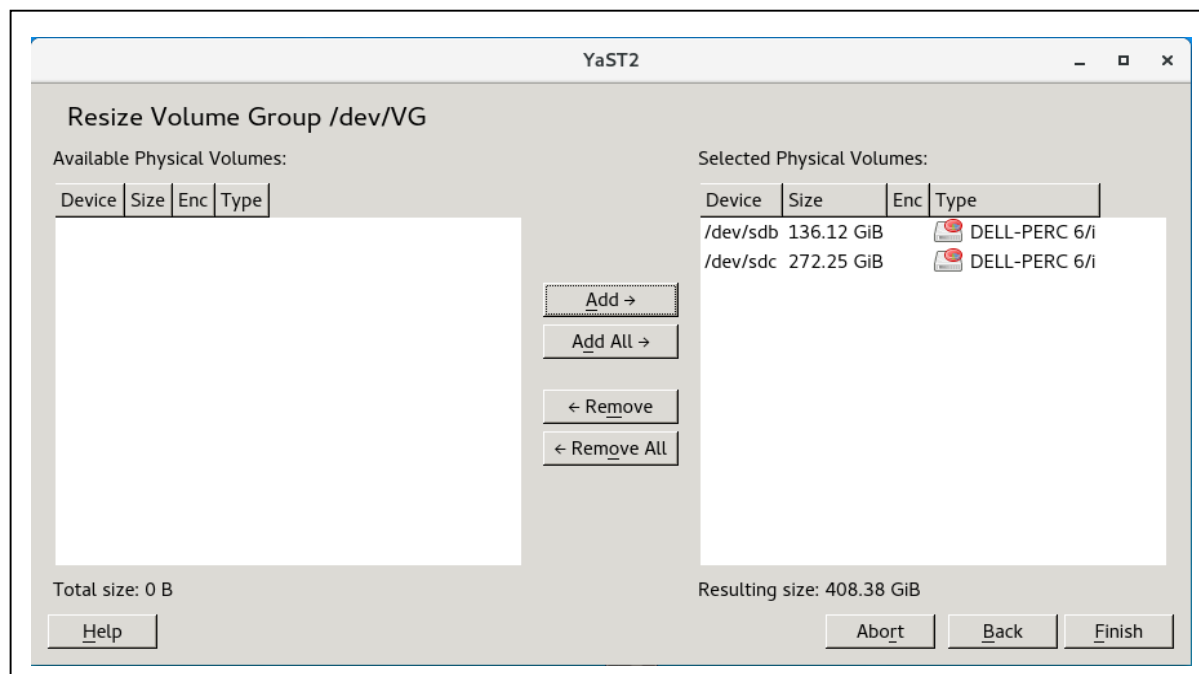 YaST2
Resize Volume Group /dev/VG
Available Physical Volumes:
Device Size Enc Type
Selected Physical Volumes:
Device Size Enc Type
/dev/sdb 136.12 GiB DELL-PERC 6/i
/dev/sdc 272.25 GiB DELL-PERC 6/i
Add →
Add All →
← Remove
← Remove All
Total size: 0 B
Resulting size: 408.38 GiB
Help
Abort Back Finish